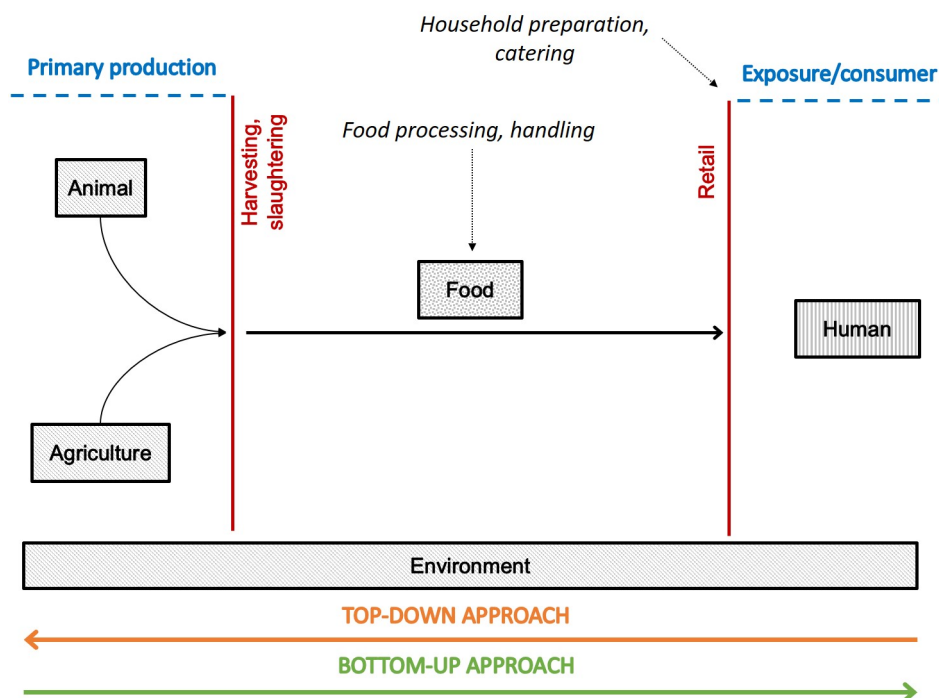 Household preparation,
catering
Primary production
Exposure/consumer
Harvesting,
slaughtering
Food processing, handling
Retail
Animal
Food
Human
Agriculture
Environment
TOP-DOWN APPROACH
BOTTOM-UP APPROACH